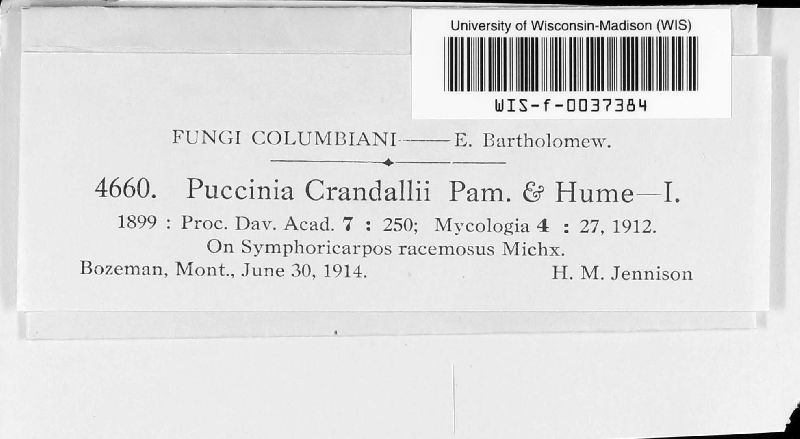 University of Wisconsin-Madison (WIS)
WIS-f-0037384
FUNGI COLUMBIANI—E. Bartholomew.
4660. Puccinia Crandallii Pam. & Hume—I.
1899 : Proc. Dav. Acad. 7 : 250; Mycologia 4 : 27, 1912.
On Symphoricarpos racemosus Michx.
Bozeman, Mont., June 30, 1914. H. M. Jennison